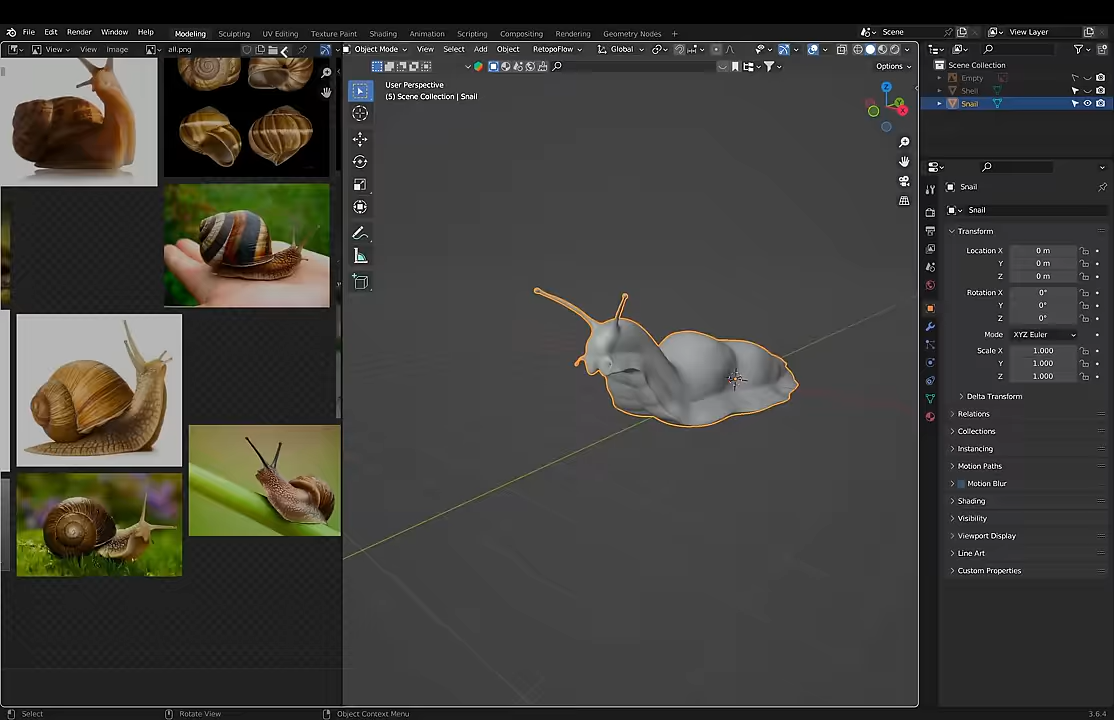 File Edit Render Window Help Modeling Sculpting UV Editing Texture Paint Shading Animation Rendering Compositing Scripting Geometry Nodes + Scene View Layer
View View Image all.png
Object Mode View Select Add Object RetopoFlow Global
Options
User Perspective
(5) Scene Collection | Snail
Z
Y
X
Scene Collection
Empty
Shell
Snail
Snail
Snail
Transform
Location X 0 m
Y 0 m
Z 0 m
Rotation X 0°
Y 0°
Z 0°
Mode XYZ Euler
Scale X 1.000
Y 1.000
Z 1.000
Delta Transform
Relations
Collections
Instancing
Motion Paths
Motion Blur
Shading
Visibility
Viewport Display
Line Art
Custom Properties
Select Rotate View Object Context Menu 3.6.4